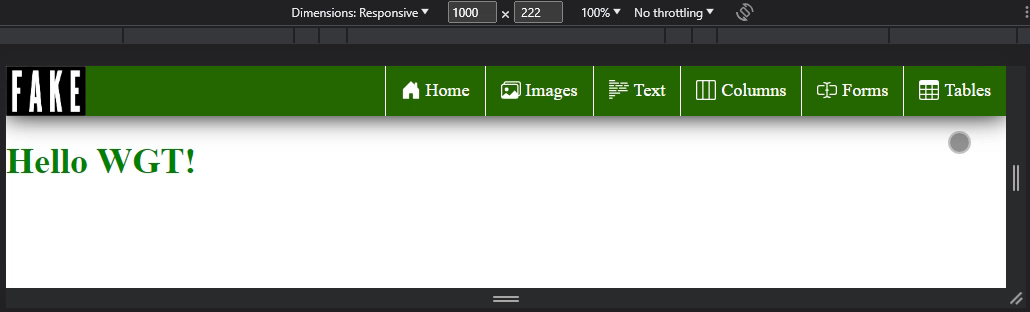 Dimensions: Responsive 1000 × 222 100% No throttling
FAKE Home Images Text Columns Forms Tables
Hello WGT!